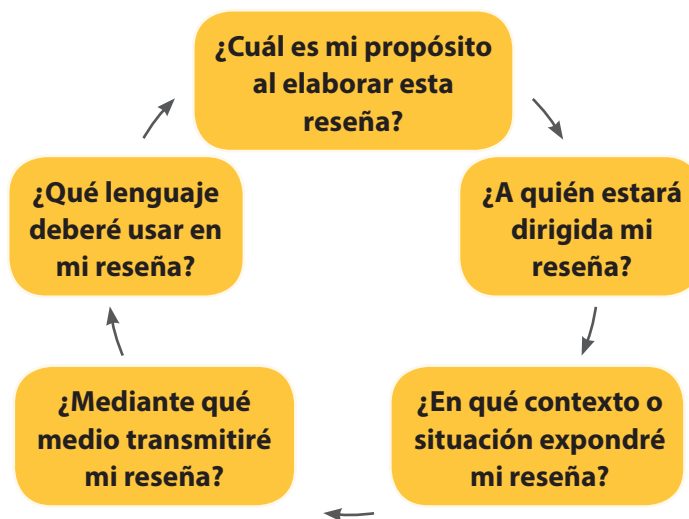 ¿Cuál es mi propósito
al elaborar esta
reseña?
¿A quién estará
dirigida mi
reseña?
¿En qué contexto o
situación expondré
mi reseña?
¿Mediante qué
medio transmitiré
mi reseña?
¿Qué lenguaje
deberé usar en
mi reseña?